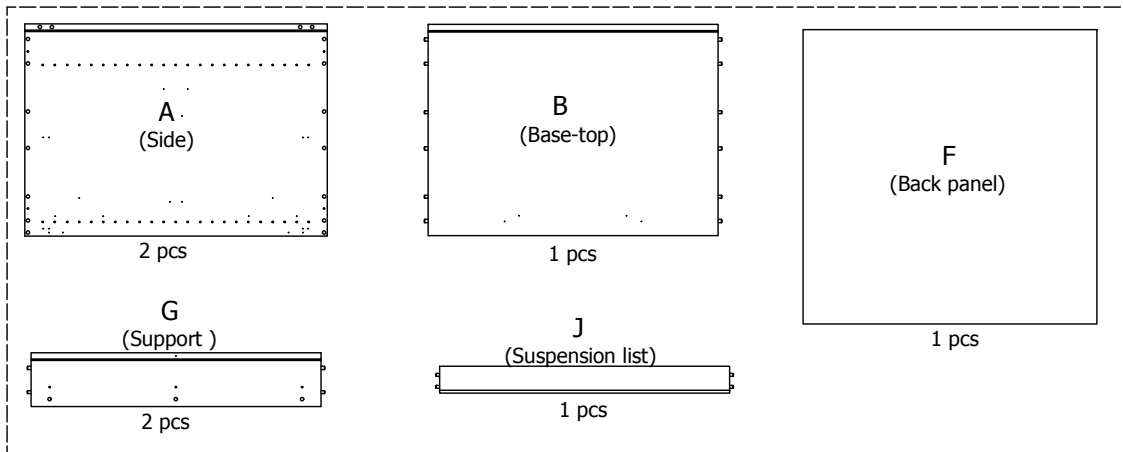 A
(Side)
2 pcs
B
(Base-top)
1 pcs
F
(Back panel)
1 pcs
G
(Support )
2 pcs
J
(Suspension list)
1 pcs